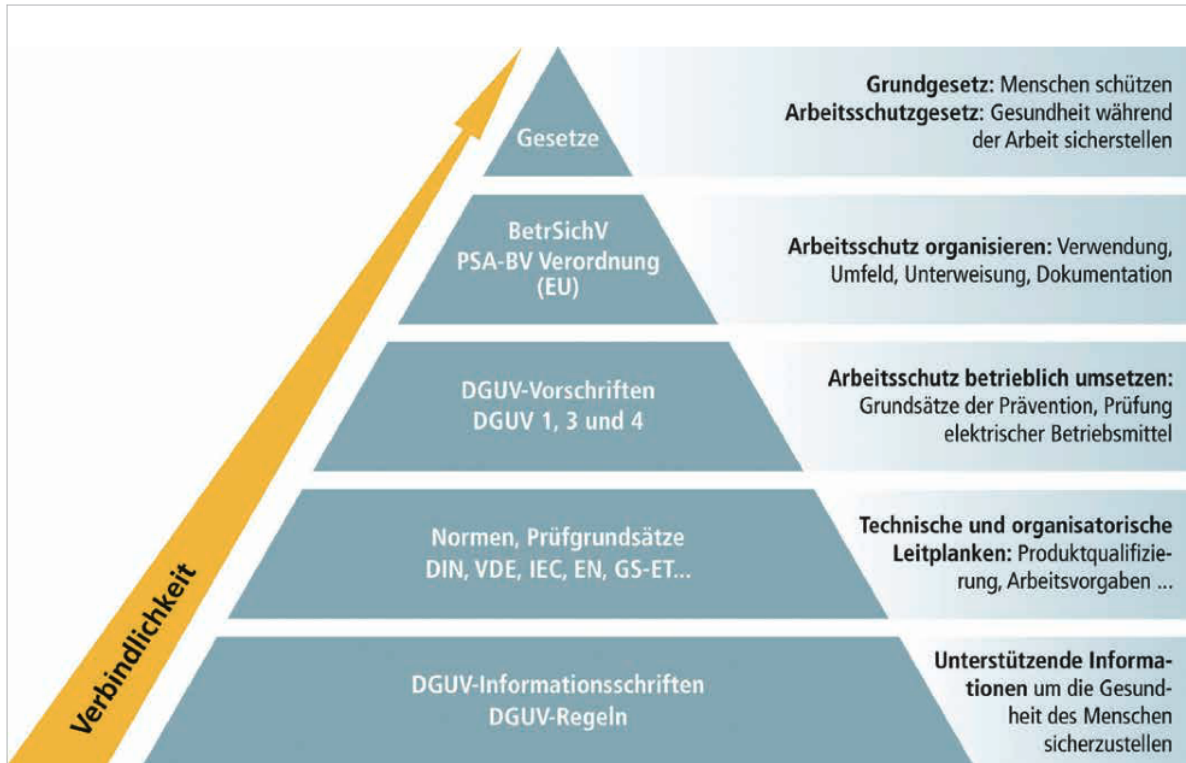 Verbindlichkeit
Gesetze
Grundgesetz: Menschen schützen
Arbeitsschutzgesetz: Gesundheit während
der Arbeit sicherstellen
BetrSichV
PSA-BV Verordnung
(EU)
Arbeitsschutz organisieren: Verwendung,
Umfeld, Unterweisung, Dokumentation
DGUV-Vorschriften
DGUV 1, 3 und 4
Arbeitsschutz betrieblich umsetzen:
Grundsätze der Prävention, Prüfung
elektrischer Betriebsmittel
Normen, Prüfgrundsätze
DIN, VDE, IEC, EN, GS-ET...
Technische und organisatorische
Leitplanken: Produktqualifizie-
rung, Arbeitsvorgaben ...
DGUV-Informationsschriften
DGUV-Regeln
Unterstützende Informa-
tionen um die Gesund-
heit des Menschen
sicherzustellen